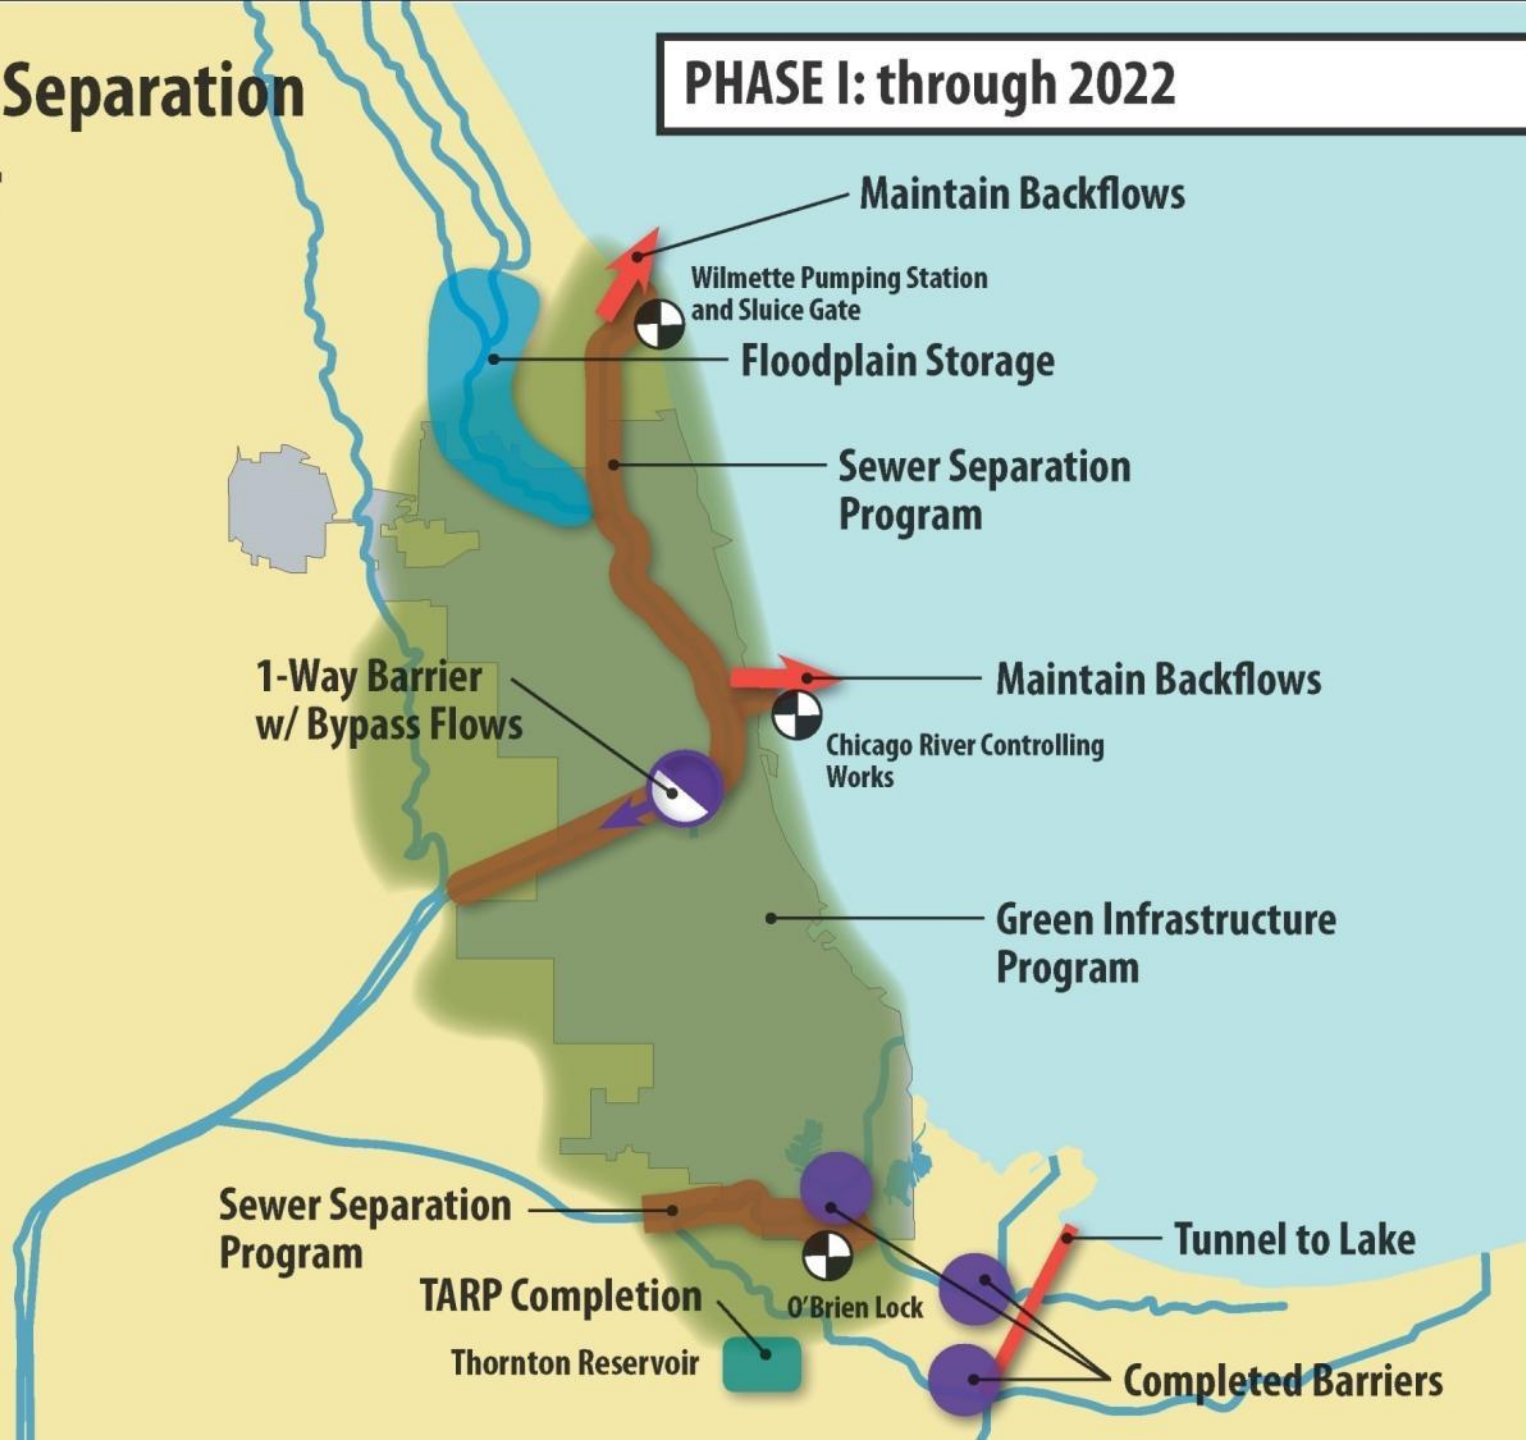 Separation
PHASE I: through 2022
Maintain Backflows
Wilmette Pumping Station
and Sluice Gate
Floodplain Storage
Sewer Separation
Program
1-Way Barrier
w/ Bypass Flows
Maintain Backflows
Chicago River Controlling
Works
Green Infrastructure
Program
Sewer Separation
Program
Tunnel to Lake
TARP Completion
O'Brien Lock
Thornton Reservoir
Completed Barriers